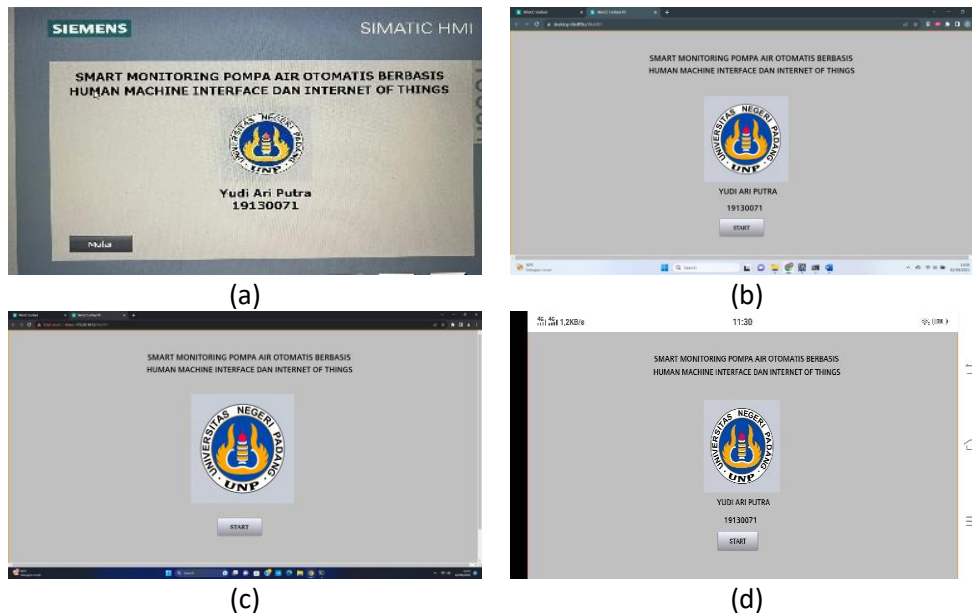 SIEMENS
SIMATIC HMI
SMART MONITORING POMPA AIR OTOMATIS BERBASIS
HUMAN MACHINE INTERFACE DAN INTERNET OF THINGS
UNIVERSITAS NEGERI PADANG
UNP
Yudi Ari Putra
19130071
Mulai
(a)
SMART MONITORING POMPA AIR OTOMATIS BERBASIS
HUMAN MACHINE INTERFACE DAN INTERNET OF THINGS
UNIVERSITAS NEGERI PADANG
UNP
YUDI ARI PUTRA
19130071
START
Search
(b)
SMART MONITORING POMPA AIR OTOMATIS BERBASIS
HUMAN MACHINE INTERFACE DAN INTERNET OF THINGS
UNIVERSITAS NEGERI PADANG
UNP
START
(c)
1,2KB/s
11:30
SMART MONITORING POMPA AIR OTOMATIS BERBASIS
HUMAN MACHINE INTERFACE DAN INTERNET OF THINGS
UNIVERSITAS NEGERI PADANG
UNP
YUDI ARI PUTRA
19130071
START
(d)